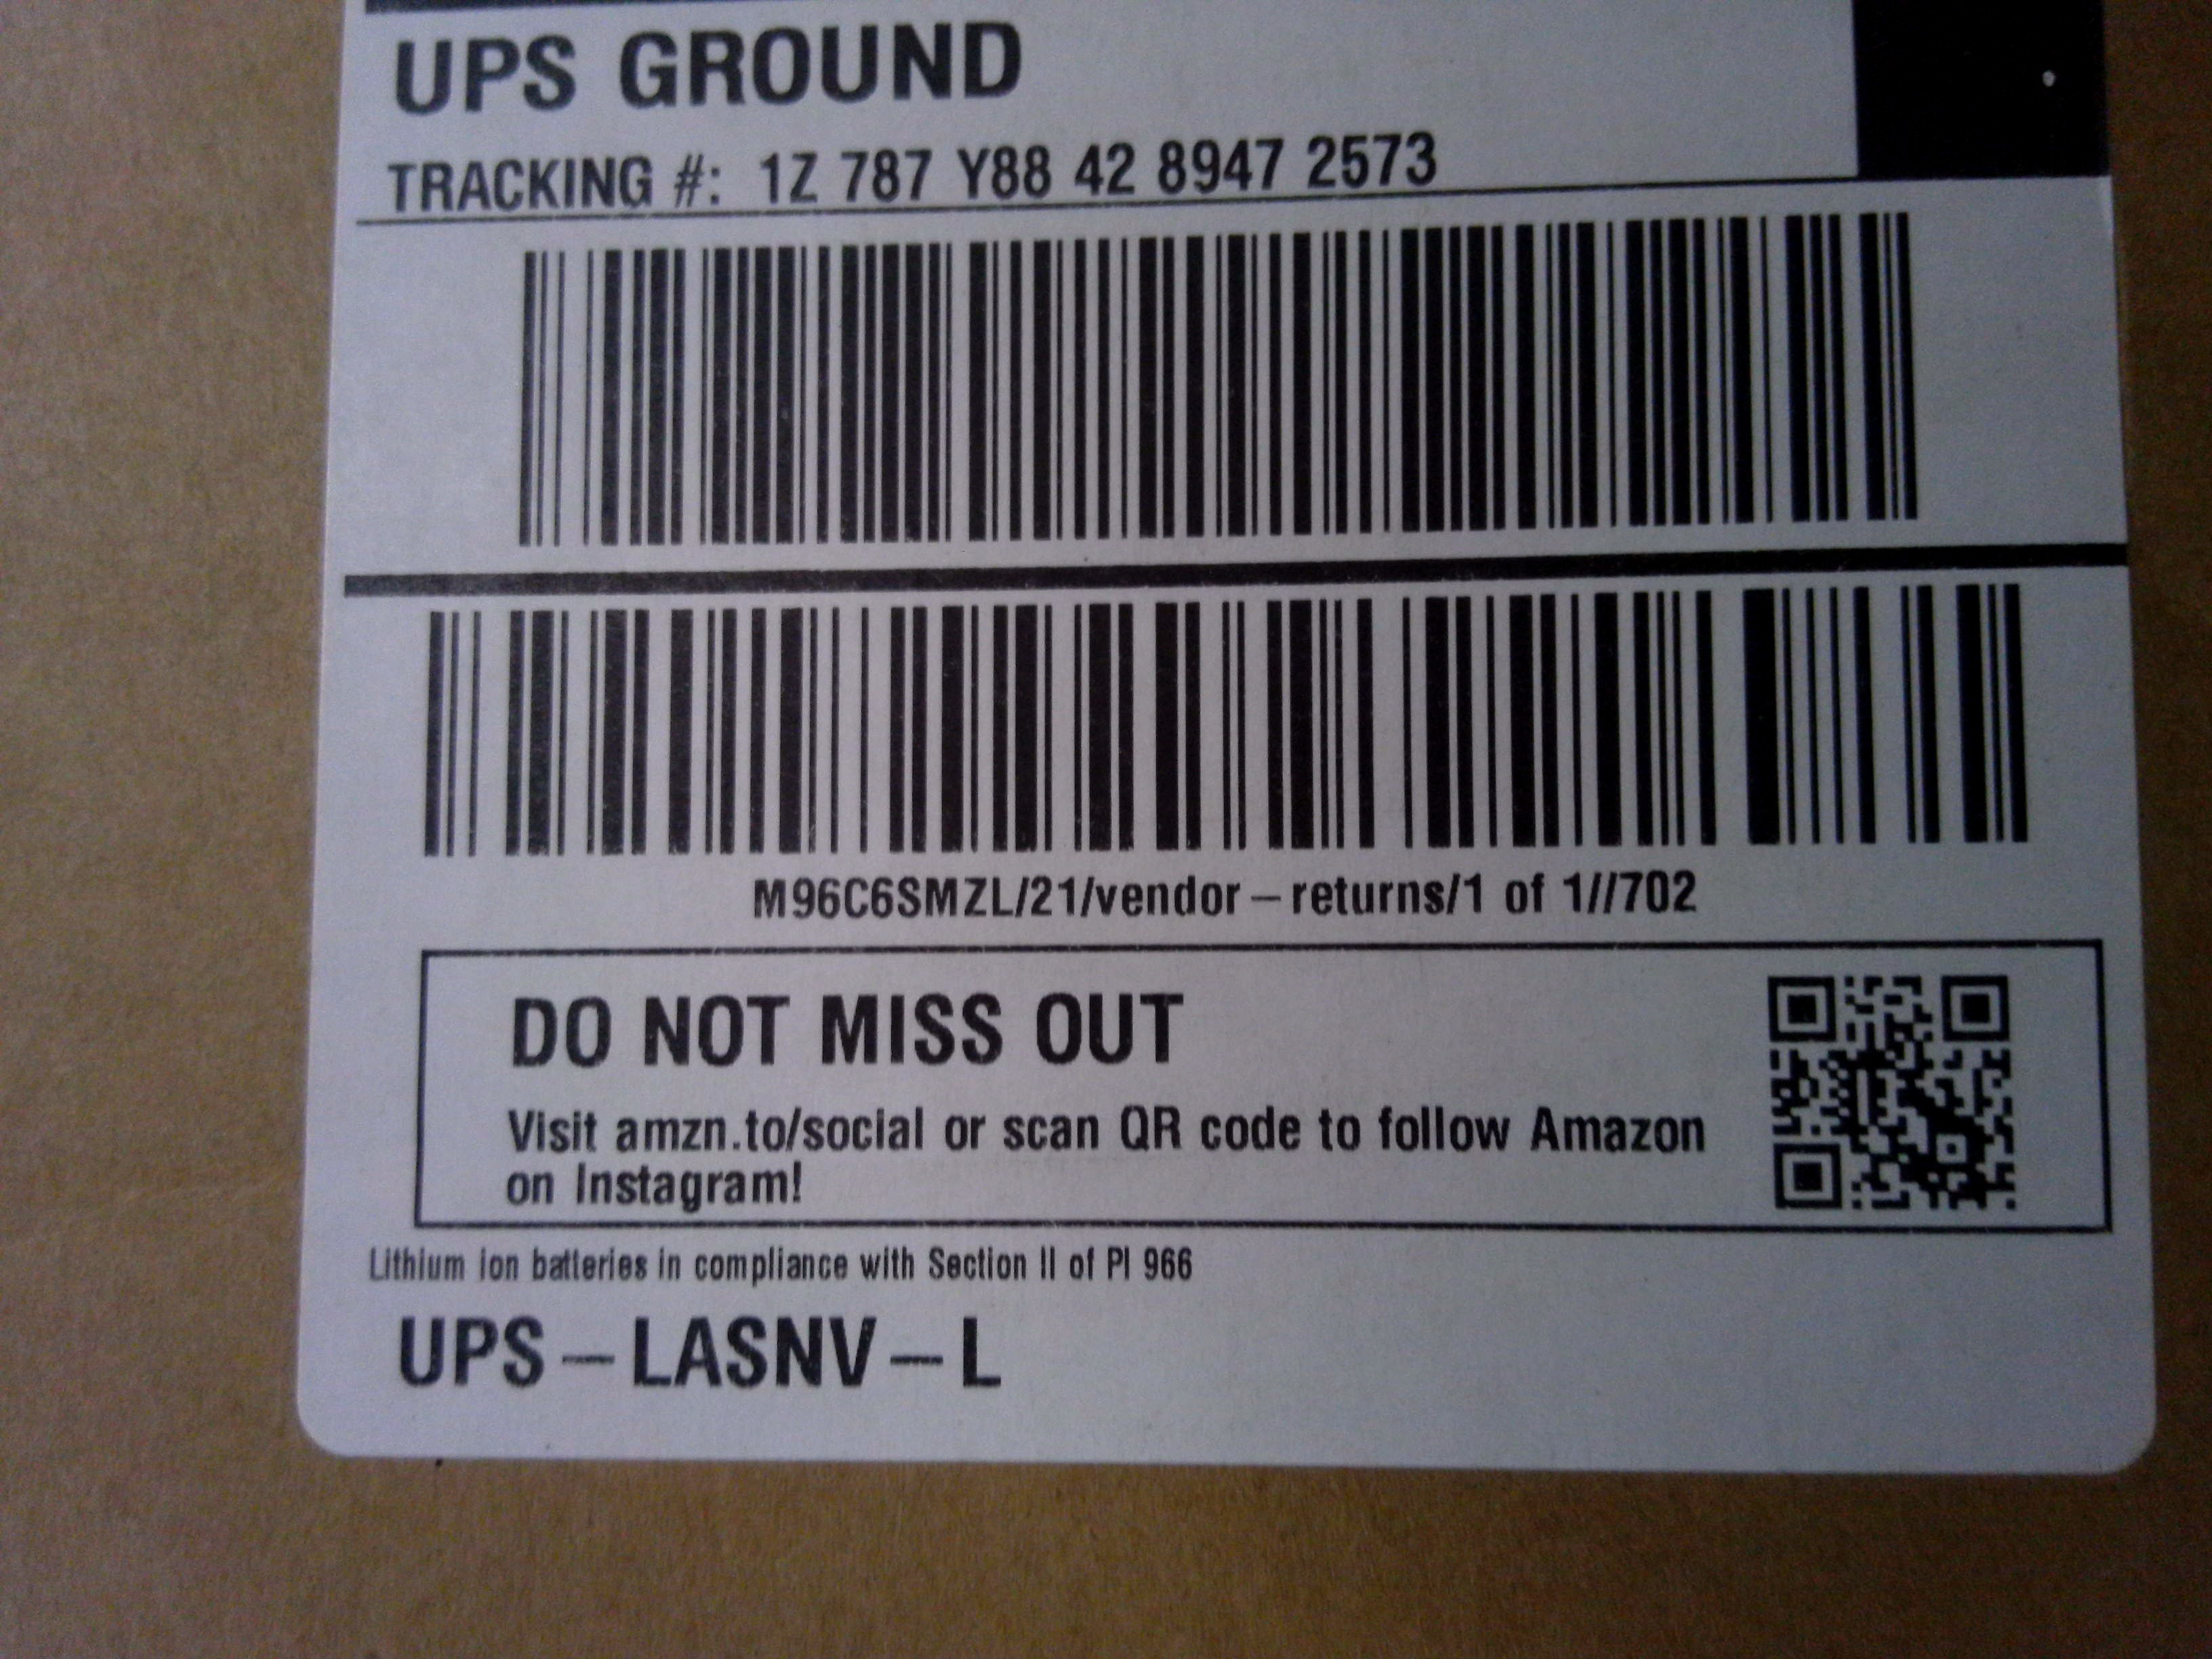 UPS GROUND
TRACKING #: 1Z 787 Y88 42 8947 2573
M96C6SMZL/21/vendor-returns/1 of 1//702
DO NOT MISS OUT
Visit amzn.to/social or scan QR code to follow Amazon
on Instagram!
Lithium ion batteries in compliance with Section II of PI 966
UPS-LASNV-L